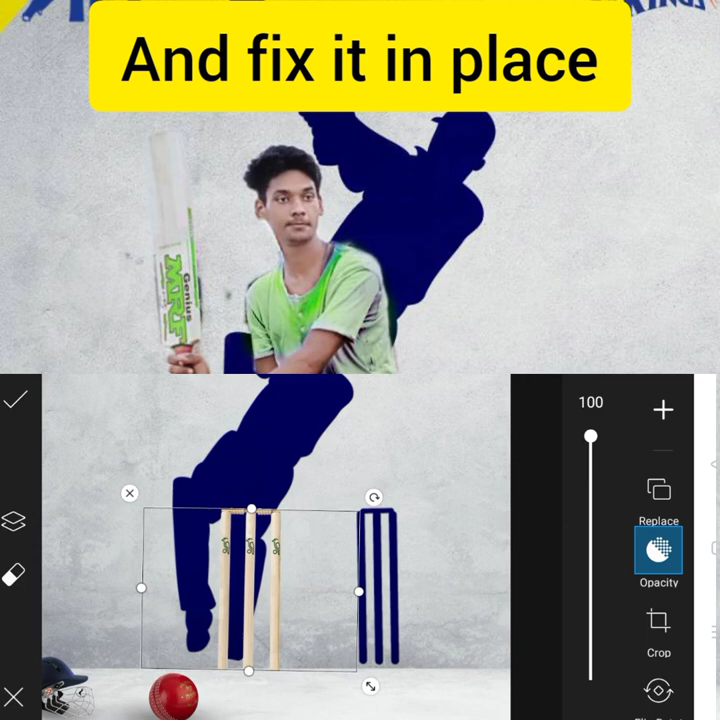 And fix it in place
Genius
MRF
100
Replace
Opacity
Crop